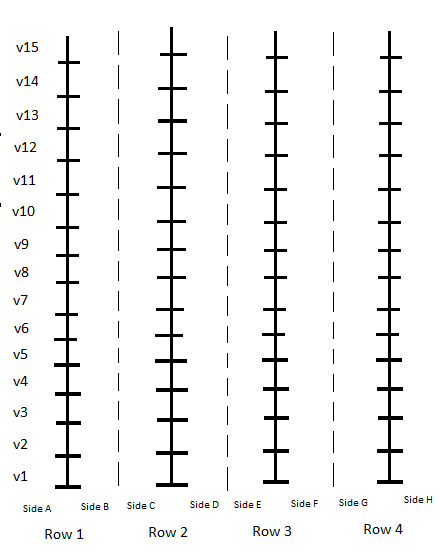 v15
v14
v13
v12
v11
v10
v9
v8
v7
v6
v5
v4
v3
v2
v1
Side A Side B Side C Side D Side E Side F Side G Side H
Row 1 Row 2 Row 3 Row 4